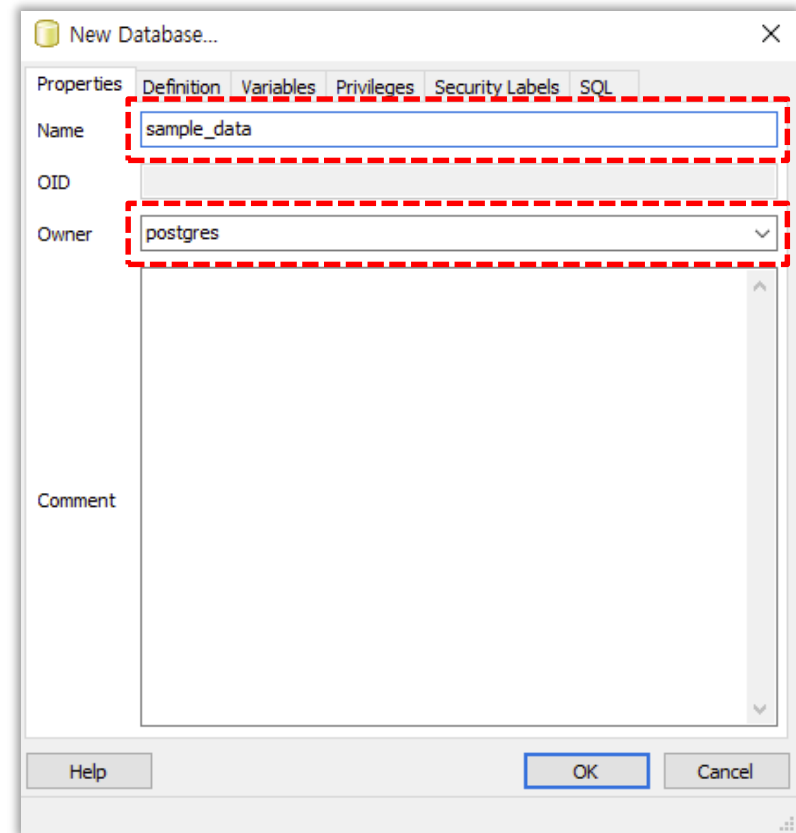 New Database...
Properties Definition Variables Privileges Security Labels SQL
Name sample_data
OID
Owner postgres
Comment
Help OK Cancel